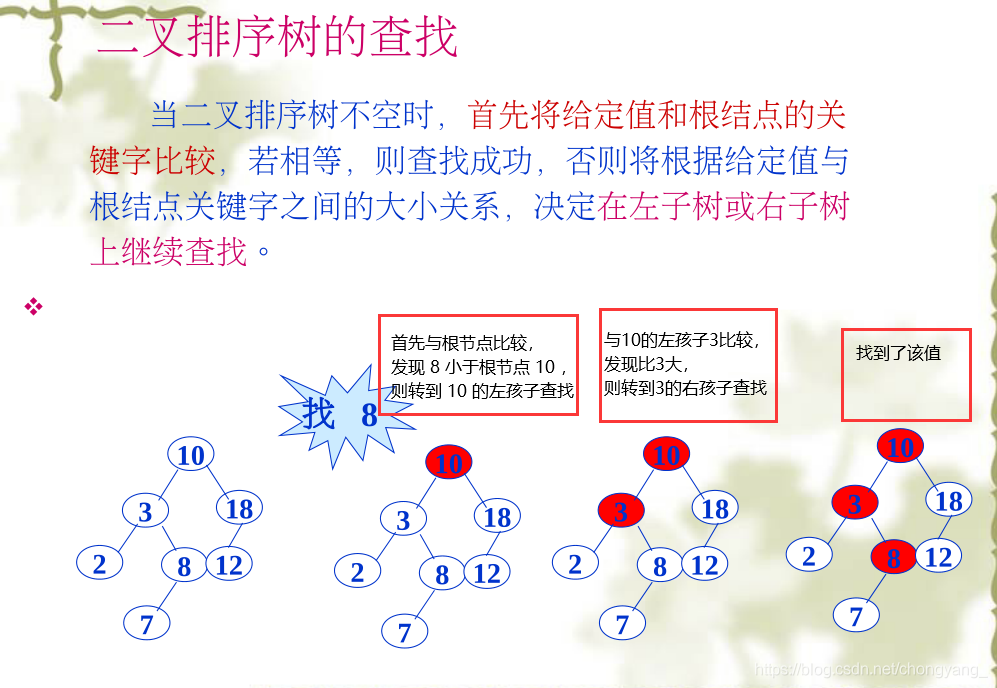 二叉排序树的查找
当二叉排序树不空时，首先将给定值和根结点的关
键字比较，若相等，则查找成功，否则将根据给定值与
根结点关键字之间的大小关系，决定在左子树或右子树
上继续查找。
首先与根节点比较，
发现 8 小于根节点 10 ，
则转到 10 的左孩子查找
与10的左孩子3比较，
发现比3大，
则转到3的右孩子查找
找到了该值
找 8
10
3
18
2
8
12
7
10
3
18
2
8
12
7
10
3
18
2
8
12
7
10
3
18
2
8
12
7
https://blog.csdn.net/chongyang_